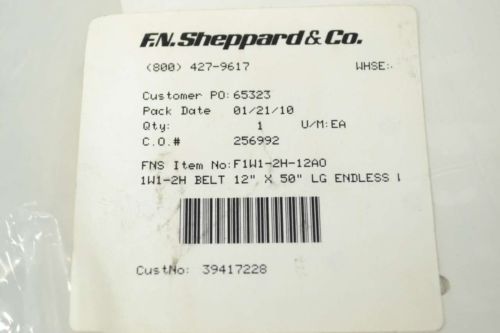 F.N. Sheppard & Co.
(800) 427-9617 WHSE:
Customer PO: 65323
Pack Date 01/21/10
Qty: 1 U/M:EA
C.O.# 256992
FNS Item No:F1W1-2H-12AO
1W1-2H BELT 12" X 50" LG ENDLESS
CustNo: 39417228